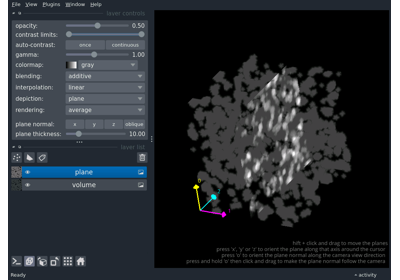 File View Plugins Window Help
layer controls
opacity: 0.50
contrast limits:
auto-contrast: once continuous
gamma: 1.00
colormap: gray
blending: additive
interpolation: linear
depiction: plane
rendering: average
plane normal: x y z oblique
plane thickness: 10.00
layer list
plane
volume
hift + click and drag to move the planes
press 'x', 'y' or 'z' to orient the plane along that axis around the cursor
press 'o' to orient the plane normal along the camera view direction
press and hold 'o' then click and drag to make the plane normal follow the camera
Ready
activity